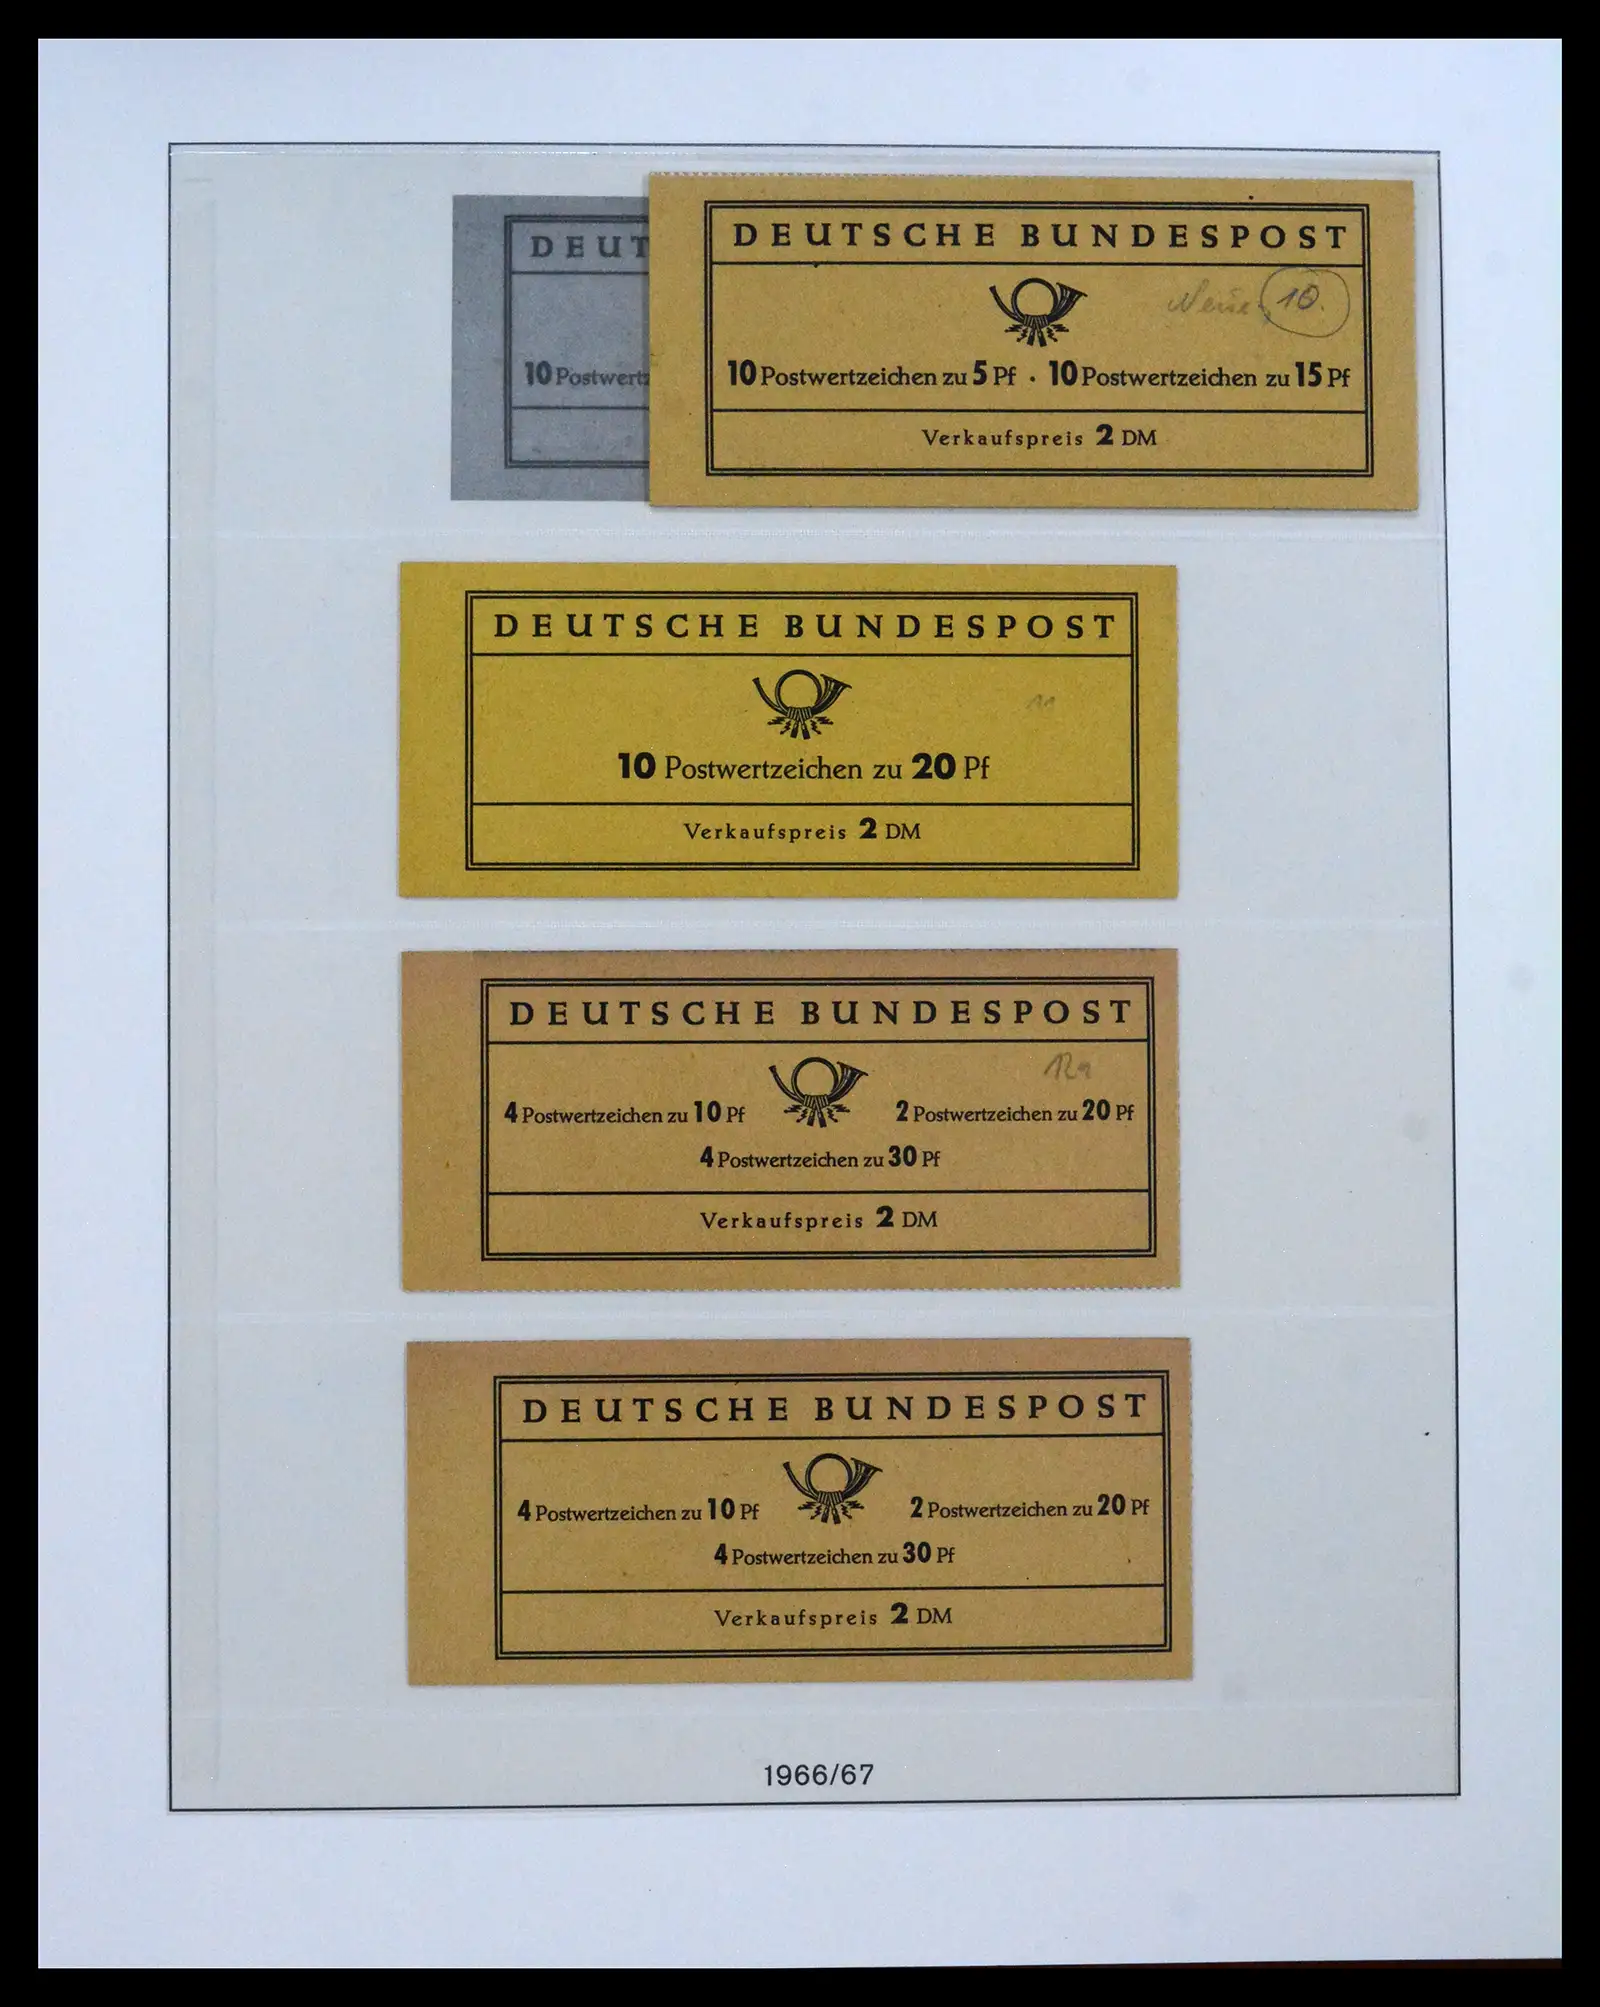 DEUT
10 Postwert
DEUTSCHE BUNDESPOST
Neue 10.
10 Postwertzeichen zu 5 Pf · 10 Postwertzeichen zu 15 Pf
Verkaufspreis 2 DM
DEUTSCHE BUNDESPOST
11
10 Postwertzeichen zu 20 Pf
Verkaufspreis 2 DM
DEUTSCHE BUNDESPOST
12a
4 Postwertzeichen zu 10 Pf 2 Postwertzeichen zu 20 Pf
4 Postwertzeichen zu 30 Pf
Verkaufspreis 2 DM
DEUTSCHE BUNDESPOST
4 Postwertzeichen zu 10 Pf 2 Postwertzeichen zu 20 Pf
4 Postwertzeichen zu 30 Pf
Verkaufspreis 2 DM
1966/67